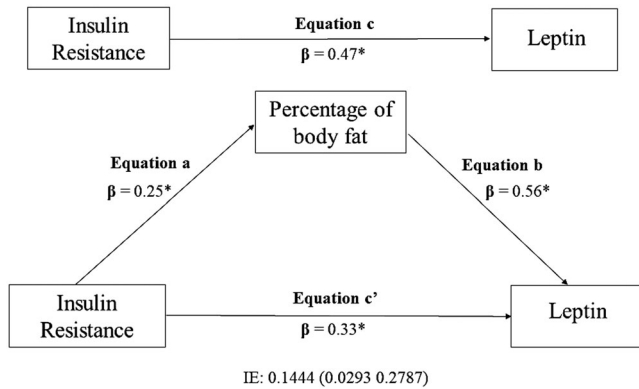 Insulin
Resistance
Equation c
β = 0.47*
Leptin
Percentage of
body fat
Equation a
β = 0.25*
Equation b
β = 0.56*
Insulin
Resistance
Equation c’
β = 0.33*
Leptin
IE: 0.1444 (0.0293 0.2787)